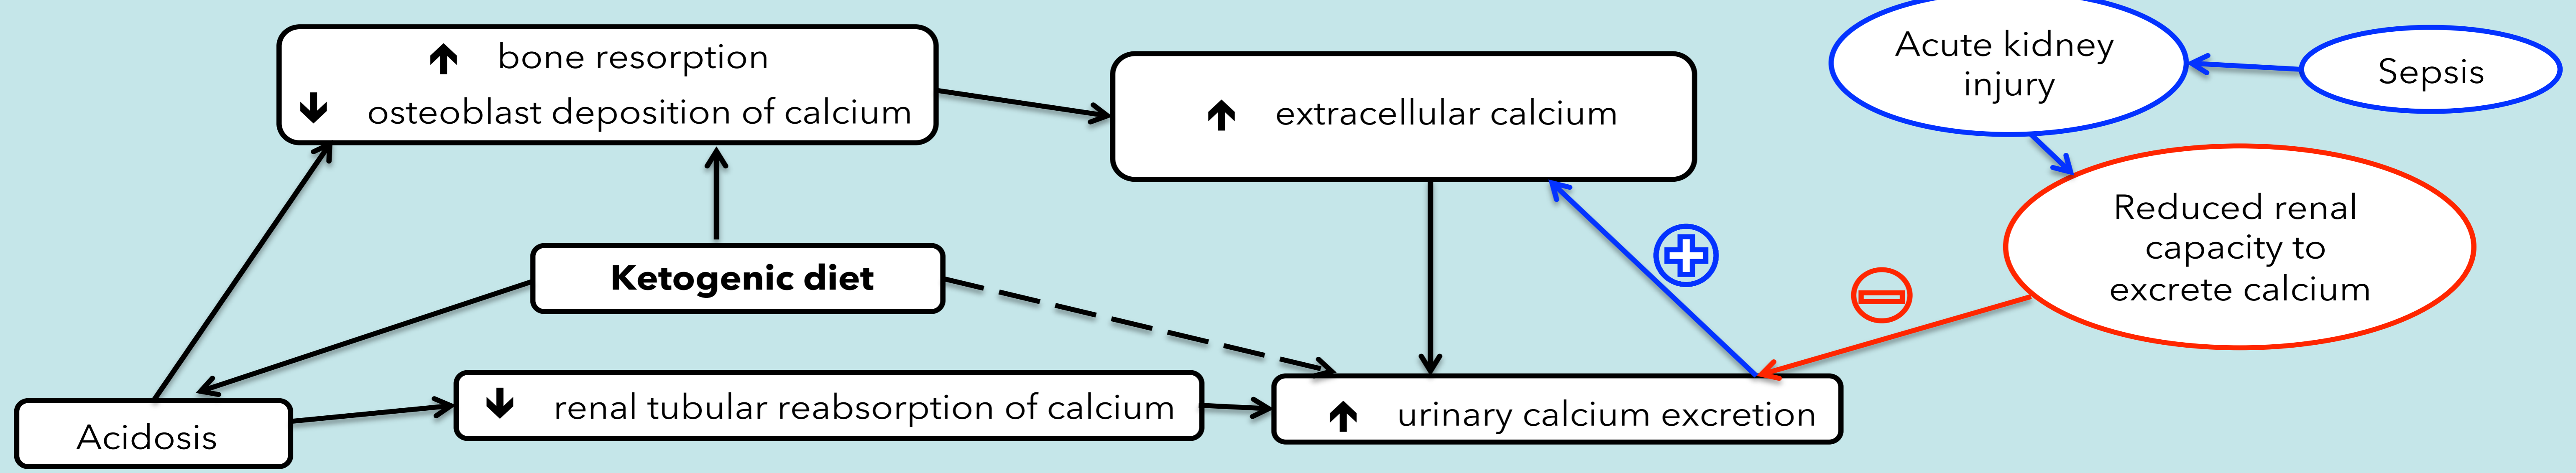 ↑ bone resorption
↓ osteoblast deposition of calcium
↑ extracellular calcium
Acute kidney
injury
Sepsis
Reduced renal
capacity to
excrete calcium
Ketogenic diet
Acidosis
↓ renal tubular reabsorption of calcium
↑ urinary calcium excretion